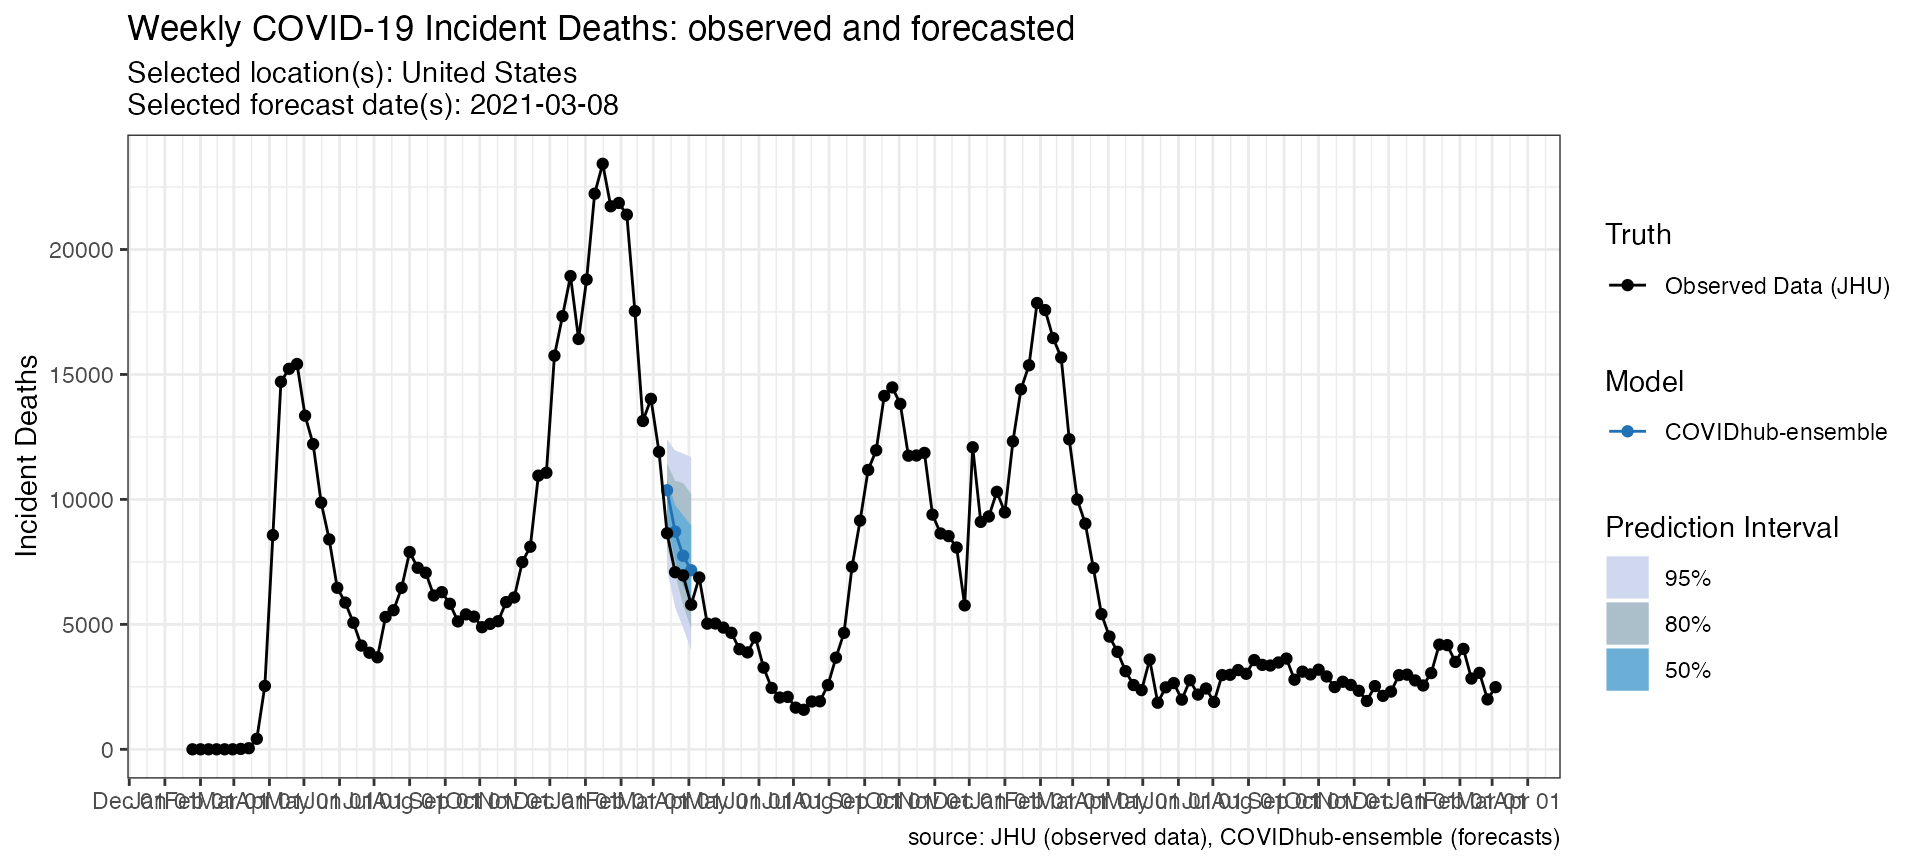 Weekly COVID-19 Incident Deaths: observed and forecasted
Selected location(s): United States
Selected forecast date(s): 2021-03-08
Incident Deaths
20000
15000
10000
5000
0
Truth
Observed Data (JHU)
Model
COVIDhub-ensemble
Prediction Interval
95%
80%
50%
source: JHU (observed data), COVIDhub-ensemble (forecasts)